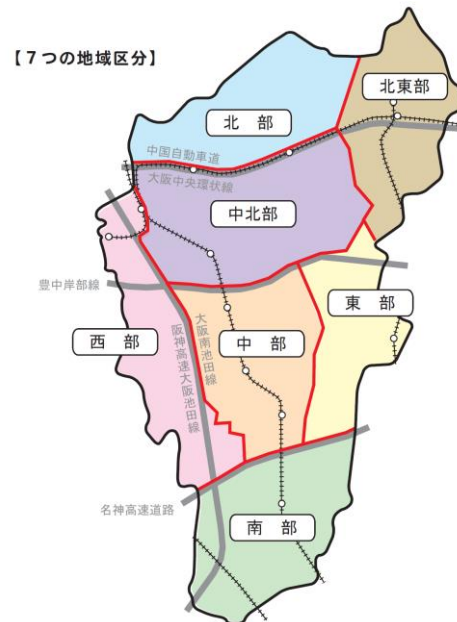 【７つの地域区分】
北東部
北 部
中国自動車道
大阪中央環状線
中北部
豊中岸部線
東 部
西 部
中 部
大阪南池田線
阪神高速大阪池田線
名神高速道路
南 部